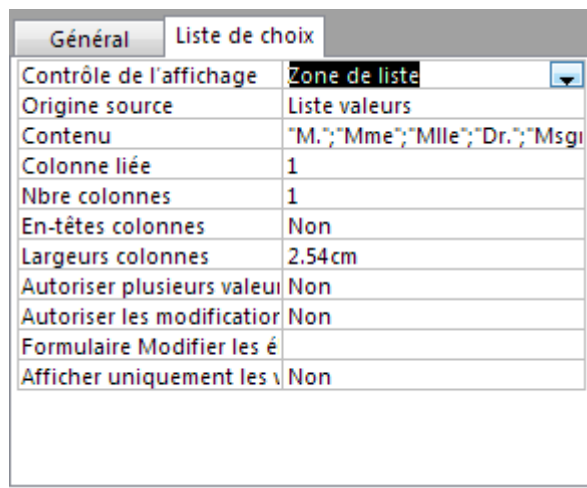 Général Liste de choix
Contrôle de l'affichage Zone de liste
Origine source Liste valeurs
Contenu "M.";"Mme";"Mlle";"Dr.";"Msgr
Colonne liée 1
Nbre colonnes 1
En-têtes colonnes Non
Largeurs colonnes 2.54cm
Autoriser plusieurs valeur Non
Autoriser les modification Non
Formulaire Modifier les é
Afficher uniquement les v Non